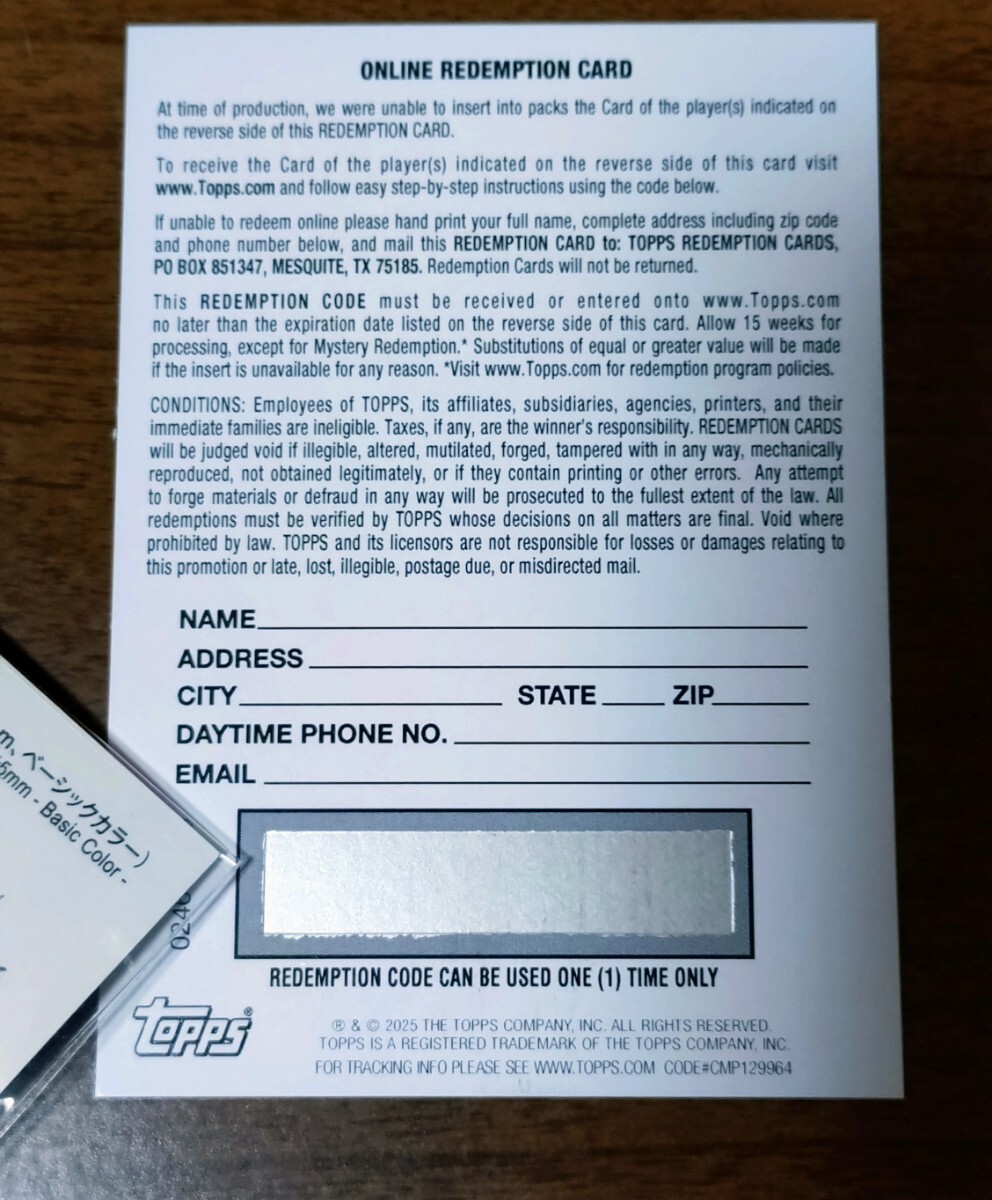 ONLINE REDEMPTION CARD
At time of production, we were unable to insert into packs the Card of the player(s) indicated on
the reverse side of this REDEMPTION CARD.
To receive the Card of the player(s) indicated on the reverse side of this card visit
www.Topps.com and follow easy step-by-step instructions using the code below.
If unable to redeem online please hand print your full name, complete address including zip code
and phone number below, and mail this REDEMPTION CARD to: TOPPS REDEMPTION CARDS,
PO BOX 851347, MESQUITE, TX 75185. Redemption Cards will not be returned.
This REDEMPTION CODE must be received or entered onto www.Topps.com
no later than the expiration date listed on the reverse side of this card. Allow 15 weeks for
processing, except for Mystery Redemption.* Substitutions of equal or greater value will be made
if the insert is unavailable for any reason. *Visit www.Topps.com for redemption program policies.
CONDITIONS: Employees of TOPPS, its affiliates, subsidiaries, agencies, printers, and their
immediate families are ineligible. Taxes, if any, are the winner's responsibility. REDEMPTION CARDS
will be judged void if illegible, altered, mutilated, forged, tampered with in any way, mechanically
reproduced, not obtained legitimately, or if they contain printing or other errors. Any attempt
to forge materials or defraud in any way will be prosecuted to the fullest extent of the law. All
redemptions must be verified by TOPPS whose decisions on all matters are final. Void where
prohibited by law. TOPPS and its licensors are not responsible for losses or damages relating to
this promotion or late, lost, illegible, postage due, or misdirected mail.
NAME
ADDRESS
CITY STATE ZIP
DAYTIME PHONE NO.
EMAIL
m、ベーシックカラー)
5mm - Basic Color -
024
REDEMPTION CODE CAN BE USED ONE (1) TIME ONLY
Topps®
® & © 2025 THE TOPPS COMPANY, INC. ALL RIGHTS RESERVED.
TOPPS IS A REGISTERED TRADEMARK OF THE TOPPS COMPANY, INC.
FOR TRACKING INFO PLEASE SEE WWW.TOPPS.COM CODE#CMP129964